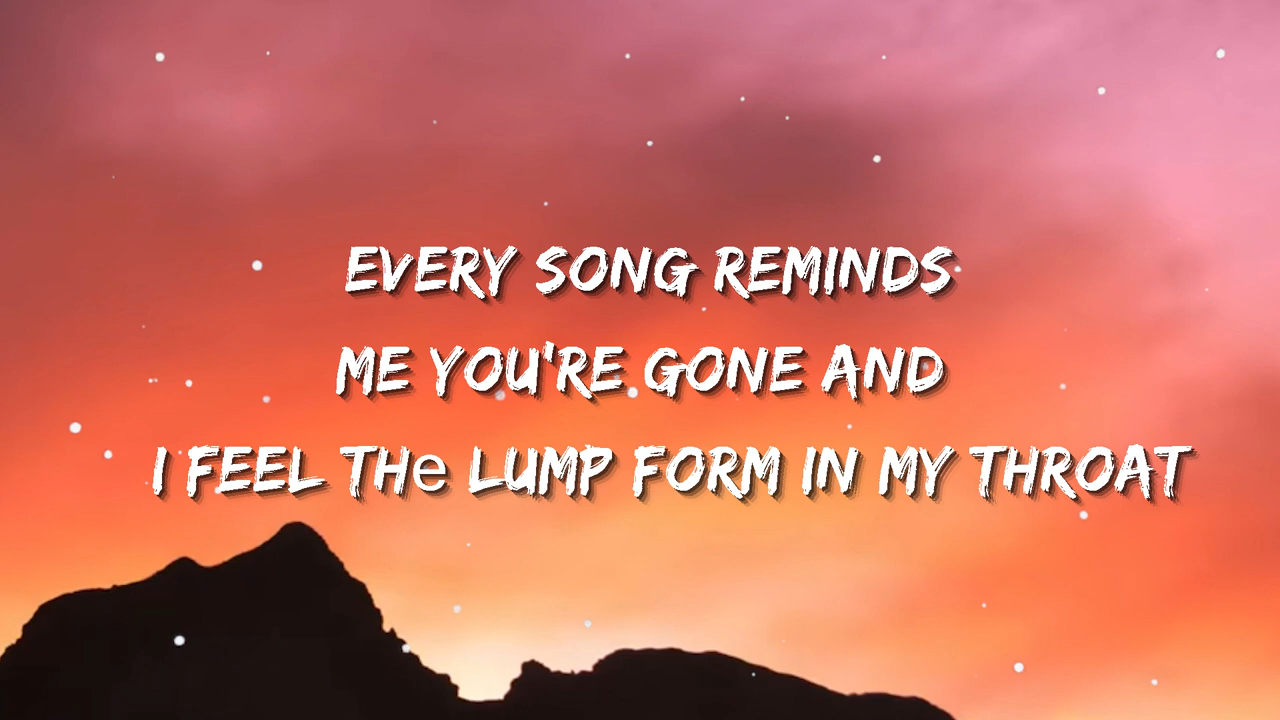 EVERY SONG REMINDS
ME YOU'RE GONE AND
I FEEL THe LUMP FORM IN MY THROAT